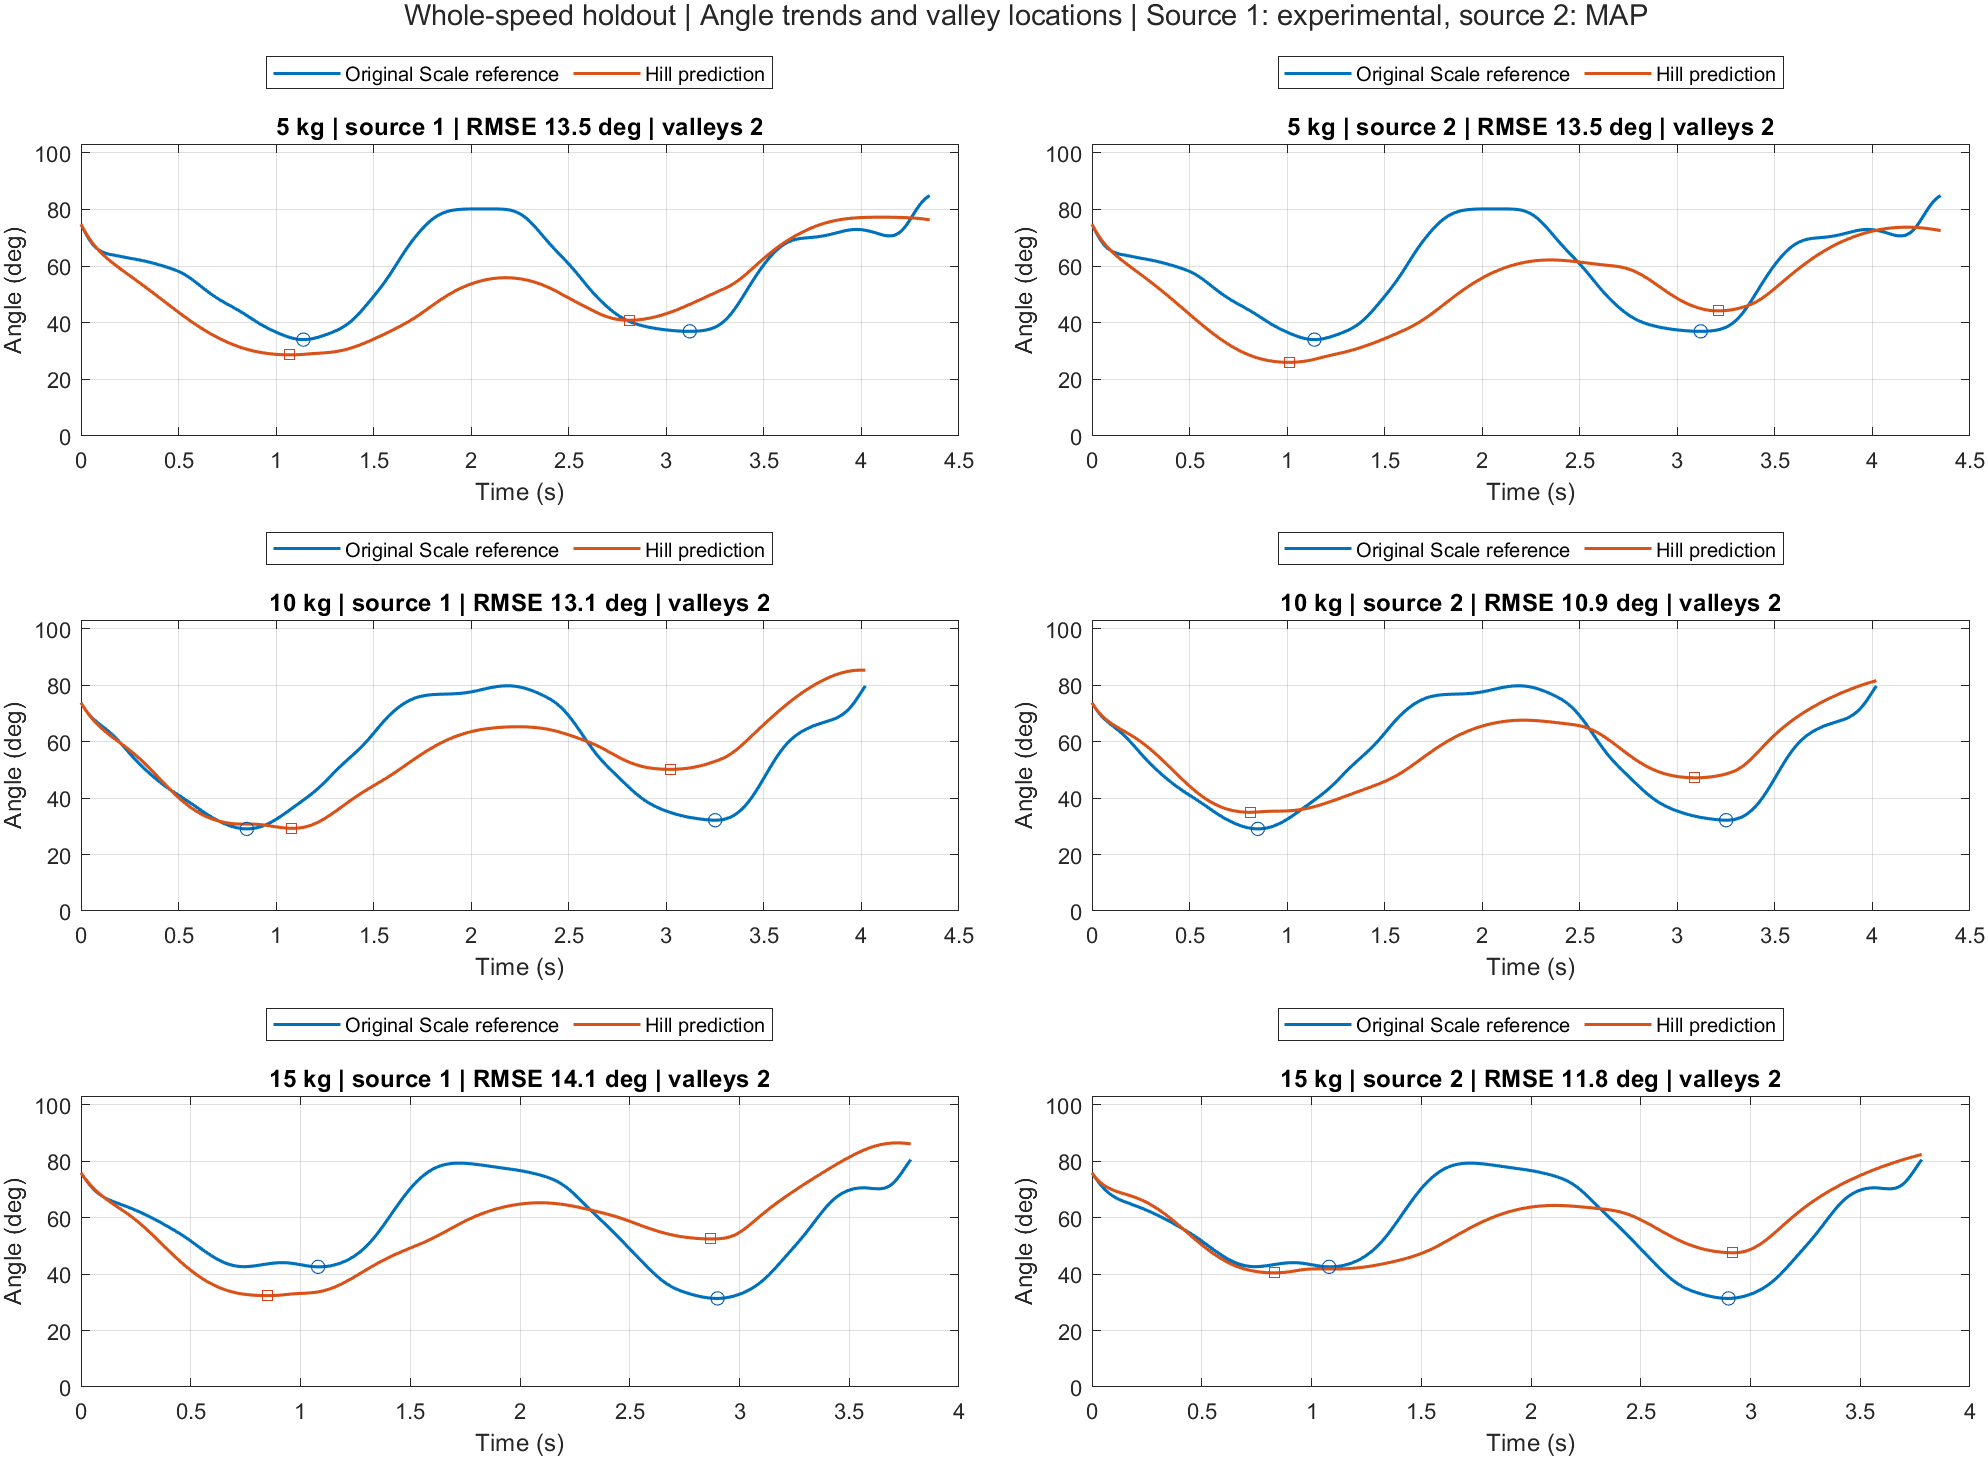 Whole-speed holdout | Angle trends and valley locations | Source 1: experimental, source 2: MAP
Original Scale reference
Hill prediction
5 kg | source 1 | RMSE 13.5 deg | valleys 2
100
80
60
40
20
0
Angle (deg)
0 0.5 1 1.5 2 2.5 3 3.5 4 4.5
Time (s)
Original Scale reference
Hill prediction
5 kg | source 2 | RMSE 13.5 deg | valleys 2
100
80
60
40
20
0
Angle (deg)
0 0.5 1 1.5 2 2.5 3 3.5 4 4.5
Time (s)
Original Scale reference
Hill prediction
10 kg | source 1 | RMSE 13.1 deg | valleys 2
100
80
60
40
20
0
Angle (deg)
0 0.5 1 1.5 2 2.5 3 3.5 4 4.5
Time (s)
Original Scale reference
Hill prediction
10 kg | source 2 | RMSE 10.9 deg | valleys 2
100
80
60
40
20
0
Angle (deg)
0 0.5 1 1.5 2 2.5 3 3.5 4 4.5
Time (s)
Original Scale reference
Hill prediction
15 kg | source 1 | RMSE 14.1 deg | valleys 2
100
80
60
40
20
0
Angle (deg)
0 0.5 1 1.5 2 2.5 3 3.5 4
Time (s)
Original Scale reference
Hill prediction
15 kg | source 2 | RMSE 11.8 deg | valleys 2
100
80
60
40
20
0
Angle (deg)
0 0.5 1 1.5 2 2.5 3 3.5 4
Time (s)